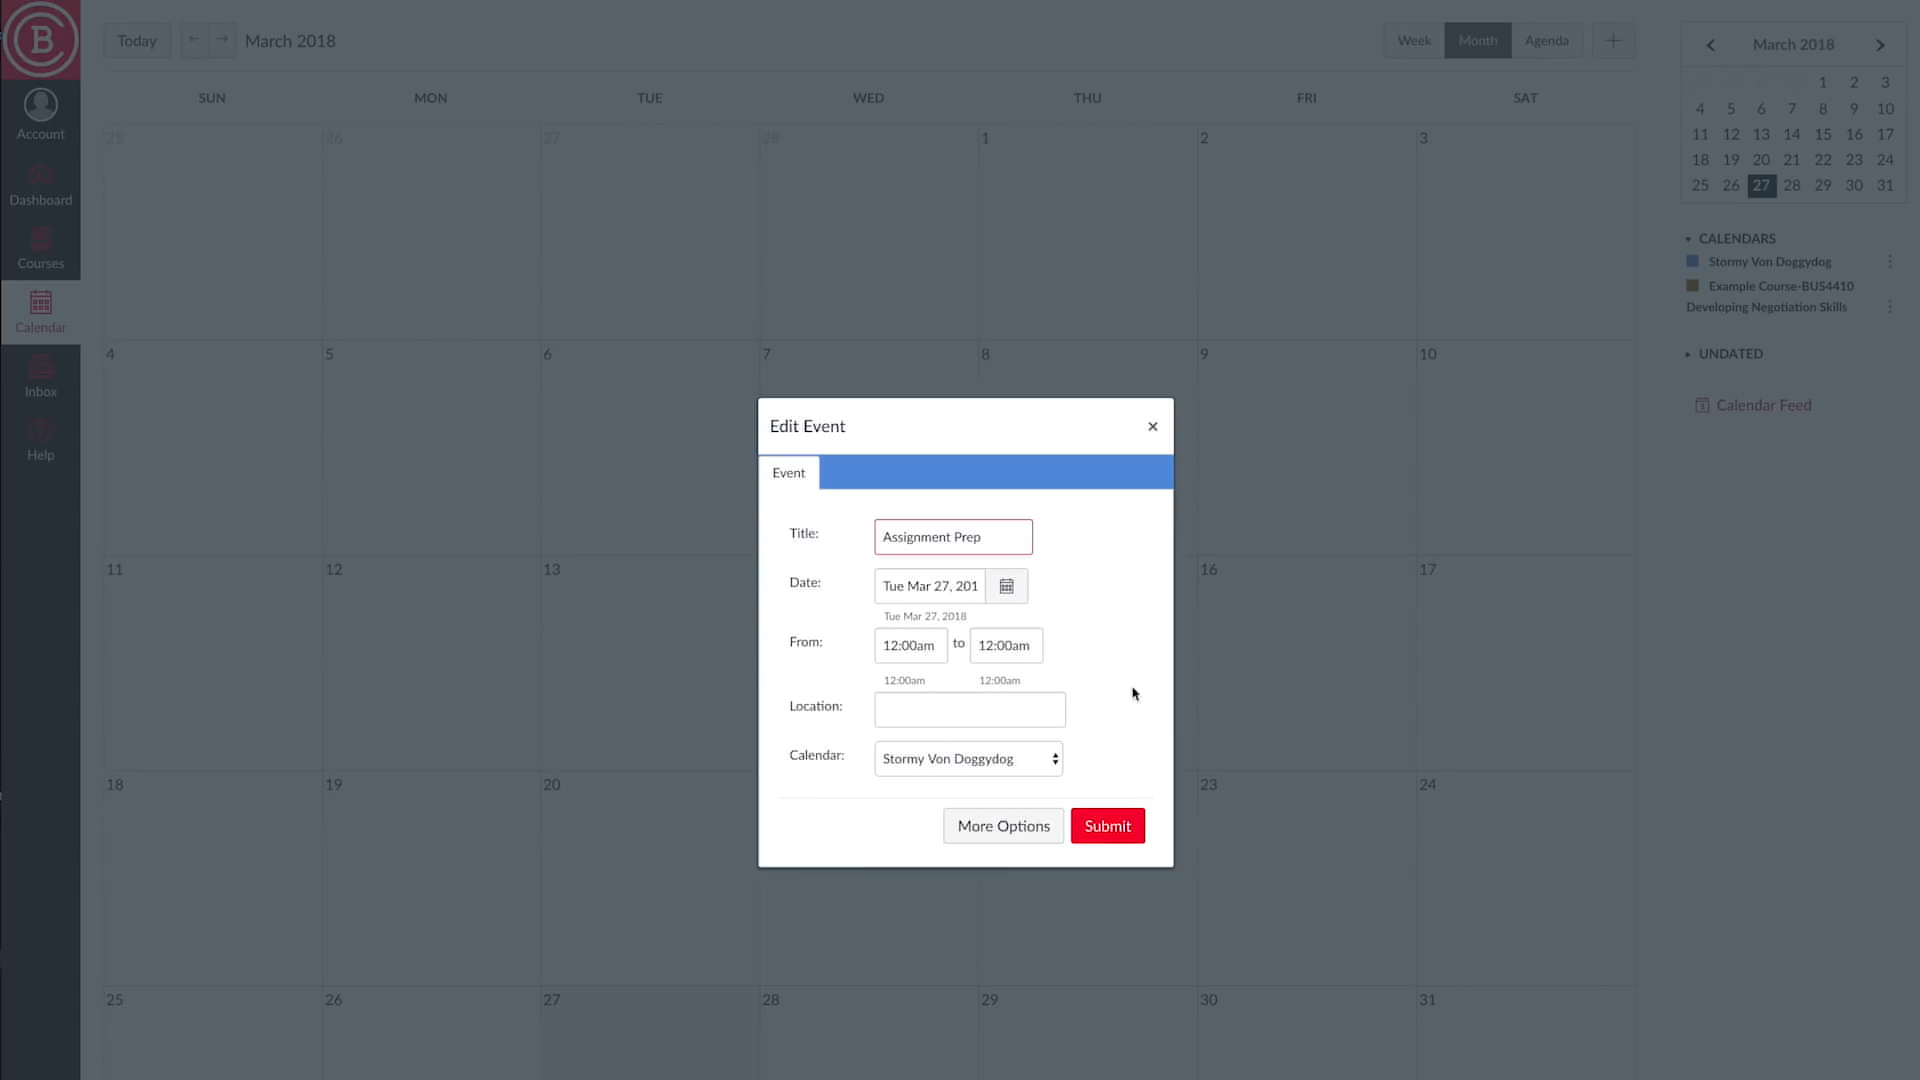 B
Today
←
→
March 2018
Week
Month
Agenda
+
SUN
MON
TUE
WED
THU
FRI
SAT
25
26
27
28
1
2
3
4
5
6
7
8
9
10
11
12
13
16
17
18
19
20
23
24
25
26
27
28
29
30
31
Account
Dashboard
Courses
Calendar
Inbox
Help
Edit Event
×
Event
Title:
Assignment Prep
Date:
Tue Mar 27, 201
Tue Mar 27, 2018
From:
12:00am
to
12:00am
12:00am
12:00am
Location:
Calendar:
Stormy Von Doggydog
More Options
Submit
March 2018
1 2 3
4 5 6 7 8 9 10
11 12 13 14 15 16 17
18 19 20 21 22 23 24
25 26 27 28 29 30 31
CALENDARS
Stormy Von Doggydog
Example Course-BUS4410
Developing Negotiation Skills
UNDATED
Calendar Feed